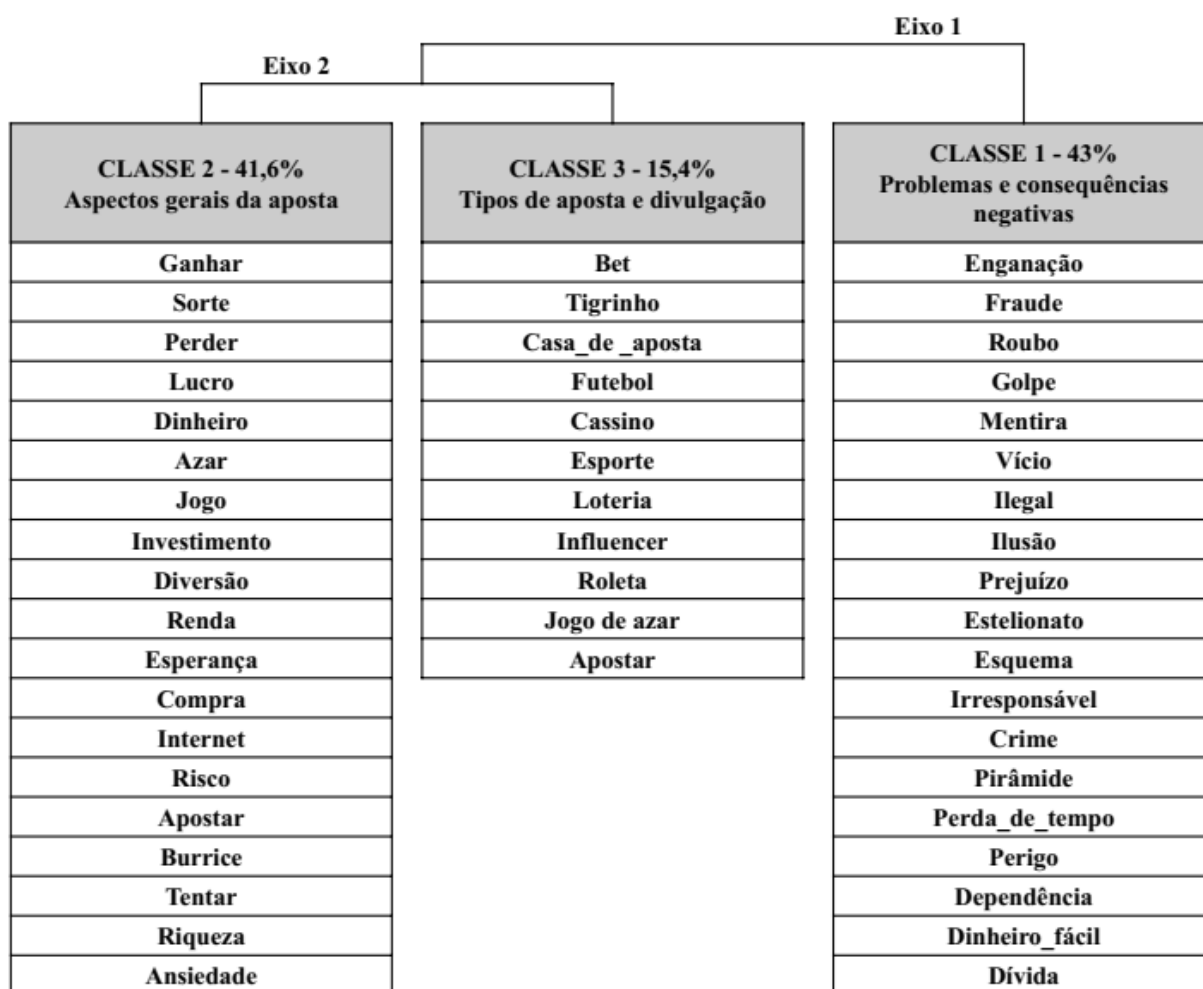 Eixo 1
Eixo 2
CLASSE 2 - 41,6%
Aspectos gerais da aposta
Ganhar
Sorte
Perder
Lucro
Dinheiro
Azar
Jogo
Investimento
Diversão
Renda
Esperança
Compra
Internet
Risco
Apostar
Burrice
Tentar
Riqueza
Ansiedade
CLASSE 3 - 15,4%
Tipos de aposta e divulgação
Bet
Tigrinho
Casa_de _aposta
Futebol
Cassino
Esporte
Loteria
Influencer
Roleta
Jogo de azar
Apostar
CLASSE 1 - 43%
Problemas e consequências
negativas
Enganação
Fraude
Roubo
Golpe
Mentira
Vício
Ilegal
Ilusão
Prejuízo
Estelionato
Esquema
Irresponsável
Crime
Pirâmide
Perda_de_tempo
Perigo
Dependência
Dinheiro_fácil
Dívida